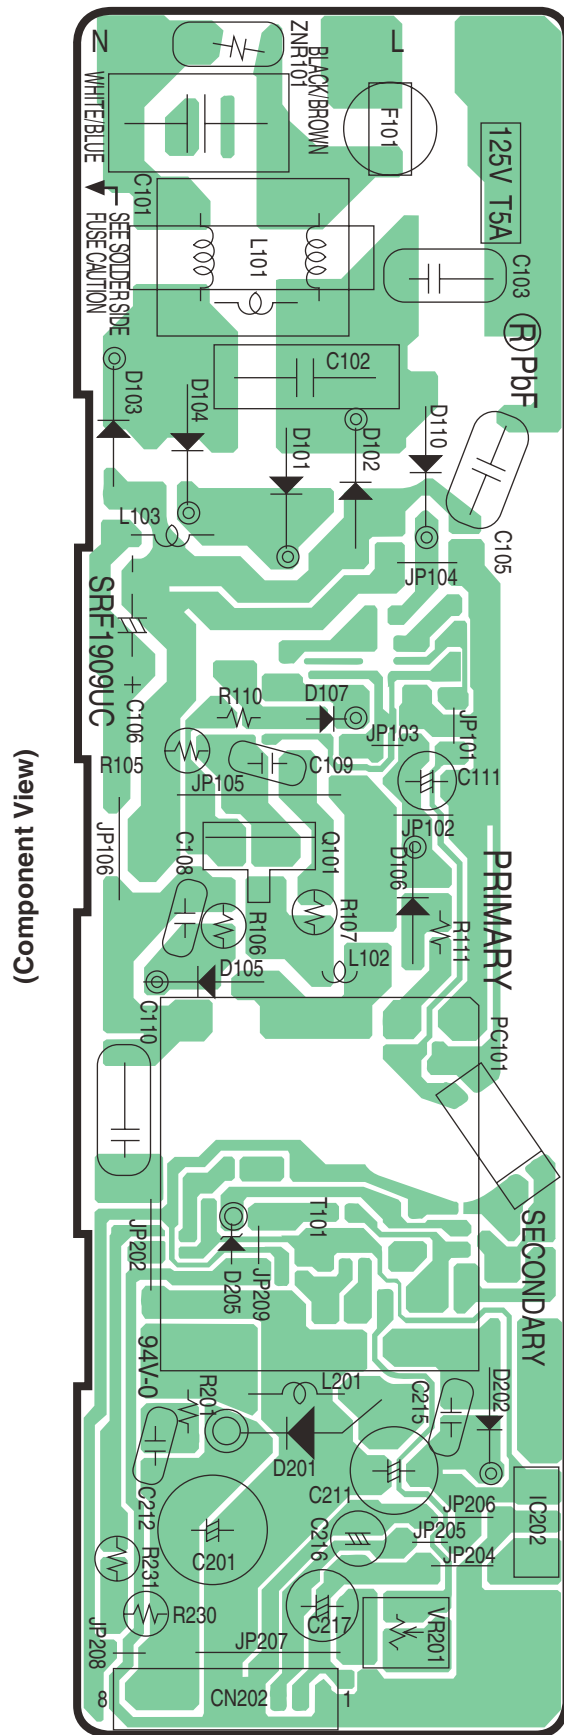 N
L
ZNR101
BLACK/BROWN
WHITE/BLUE
F101
125V T5A
C101
SEE SOLDER SIDE
FUSE CAUTION
L101
C103
R PbF
C102
D103
D104
D101
D102
D110
C105
L103
JP104
SRF1909UC
C106
R110
D107
JP103
JP101
R105
JP105
C109
C111
JP102
JP106
C108
Q101
D106
PRIMARY
R106
R107
R111
D105
L102
C110
PC101
(Component View)
T101
JP202
D205
JP209
SECONDARY
94V-0
L201
C215
D202
R201
D201
C212
C211
IC202
JP206
C201
C216
JP205
JP204
R231
R230
C217
VR201
JP208
JP207
8
CN202
1